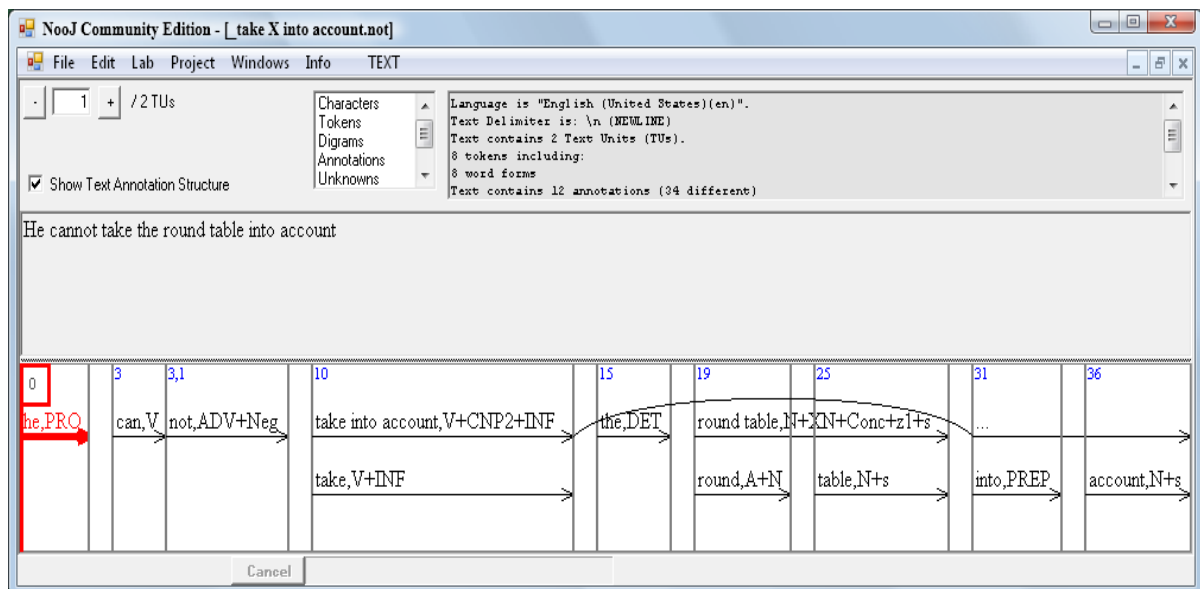 NooJ Community Edition - [_take X into account.not]
File Edit Lab Project Windows Info TEXT
- 1 + / 2 TUs
Show Text Annotation Structure
Characters
Tokens
Digrams
Annotations
Unknowns
Language is "English (United States)(en)".
Text Delimiter is: \n (NEWLINE)
Text contains 2 Text Units (TUs).
8 tokens including:
8 word forms
Text contains 12 annotations (34 different)
He cannot take the round table into account
0 3 3,1 10 15 19 25 31 36
he,PRO can,V not,ADV+Neg take into account,V+CNP2+INF the,DET round table,N+XN+Conc+z1+s ...
take,V+INF round,A+N table,N+s into,PREP account,N+s
Cancel